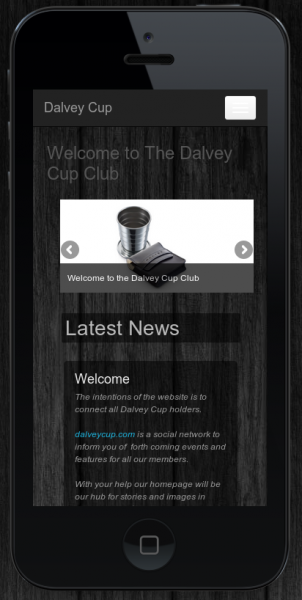 Dalvey Cup
Welcome to The Dalvey
Cup Club
Welcome to the Dalvey Cup Club
Latest News
Welcome
The intentions of the website is to
connect all Dalvey Cup holders.
dalveycup.com is a social network to
inform you of forth coming events and
features for all our members.
With your help our homepage will be
our hub for stories and images in